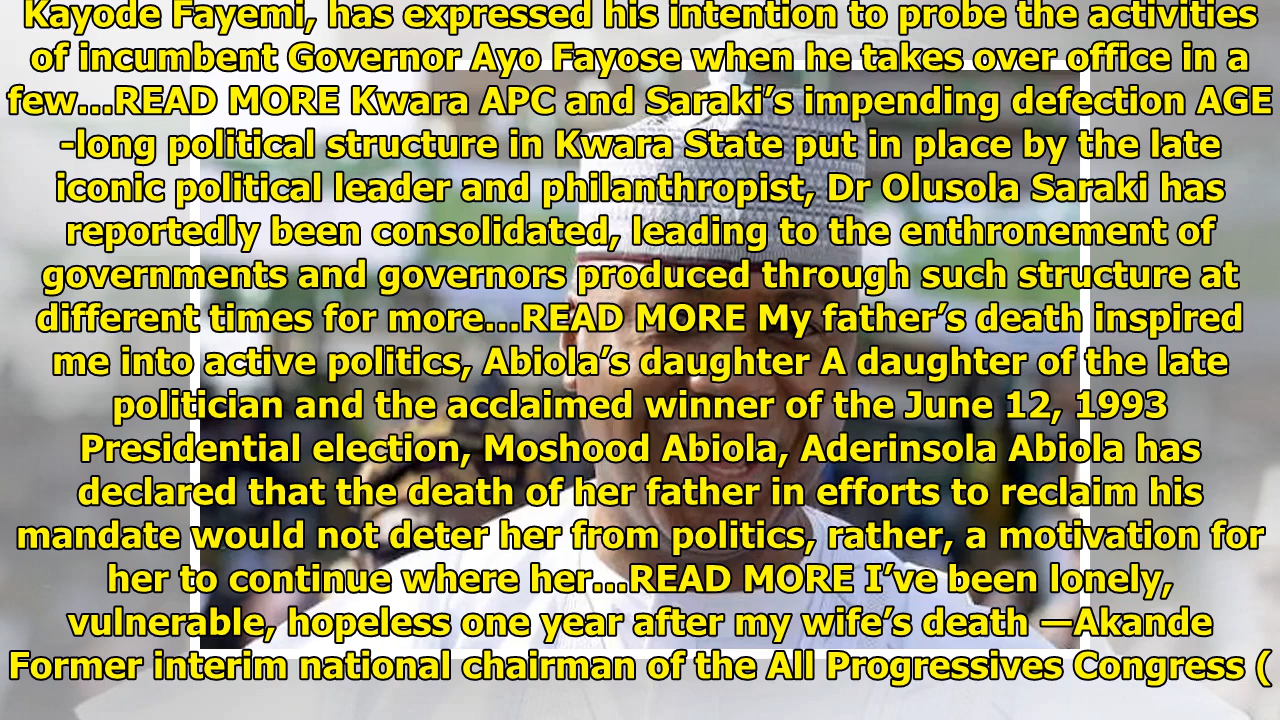 Kayode Fayemi, has expressed his intention to probe the activities
of incumbent Governor Ayo Fayose when he takes over office in a
few...READ MORE Kwara APC and Saraki’s impending defection AGE
-long political structure in Kwara State put in place by the late
iconic political leader and philanthropist, Dr Olusola Saraki has
reportedly been consolidated, leading to the enthronement of
governments and governors produced through such structure at
different times for more...READ MORE My father’s death inspired
me into active politics, Abiola’s daughter A daughter of the late
politician and the acclaimed winner of the June 12, 1993
Presidential election, Moshood Abiola, Aderinsola Abiola has
declared that the death of her father in efforts to reclaim his
mandate would not deter her from politics, rather, a motivation for
her to continue where her...READ MORE I’ve been lonely,
vulnerable, hopeless one year after my wife’s death —Akande
Former interim national chairman of the All Progressives Congress (